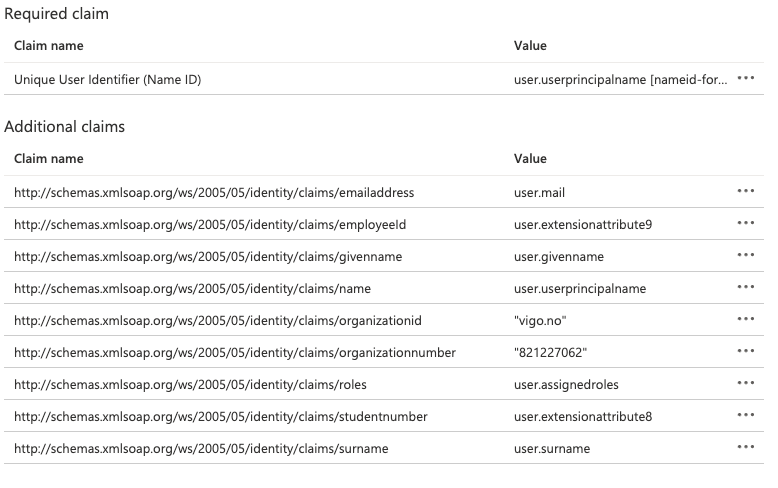 Required claim
Claim name Value
Unique User Identifier (Name ID) user.userprincipalname [nameid-for...
Additional claims
Claim name Value
http://schemas.xmlsoap.org/ws/2005/05/identity/claims/emailaddress user.mail
http://schemas.xmlsoap.org/ws/2005/05/identity/claims/employeeId user.extensionattribute9
http://schemas.xmlsoap.org/ws/2005/05/identity/claims/givenname user.givenname
http://schemas.xmlsoap.org/ws/2005/05/identity/claims/name user.userprincipalname
http://schemas.xmlsoap.org/ws/2005/05/identity/claims/organizationid "vigo.no"
http://schemas.xmlsoap.org/ws/2005/05/identity/claims/organizationnumber "821227062"
http://schemas.xmlsoap.org/ws/2005/05/identity/claims/roles user.assignedroles
http://schemas.xmlsoap.org/ws/2005/05/identity/claims/studentnumber user.extensionattribute8
http://schemas.xmlsoap.org/ws/2005/05/identity/claims/surname user.surname